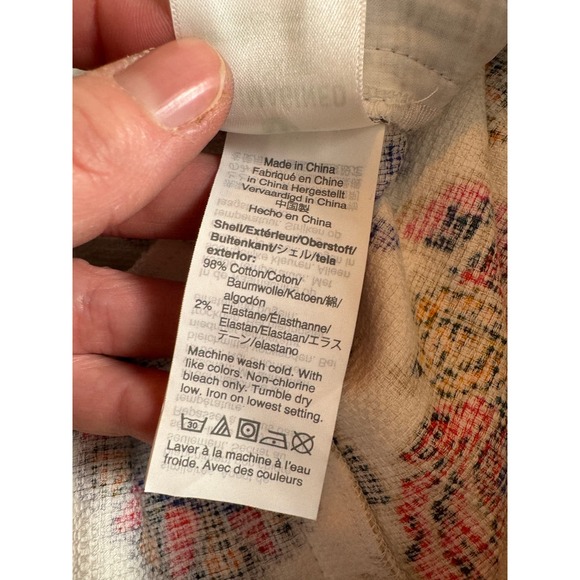 Made in China
Fabriqué en Chine
in China Hergestellt
Vervaardigd in China
中国製
Hecho en China
Shell/Extérieur/Oberstoff/
Buitenkant/シェル/tela
exterior:
98% Cotton/Coton/
Baumwolle/Katoen/綿/
algodón
2% Elastane/Élasthanne/
Elastan/Elastaan/エラス
テーン/elastano
Machine wash cold. With
like colors. Non-chlorine
bleach only. Tumble dry
low. Iron on lowest setting.
30
Laver à la machine à l'eau
froide. Avec des couleurs